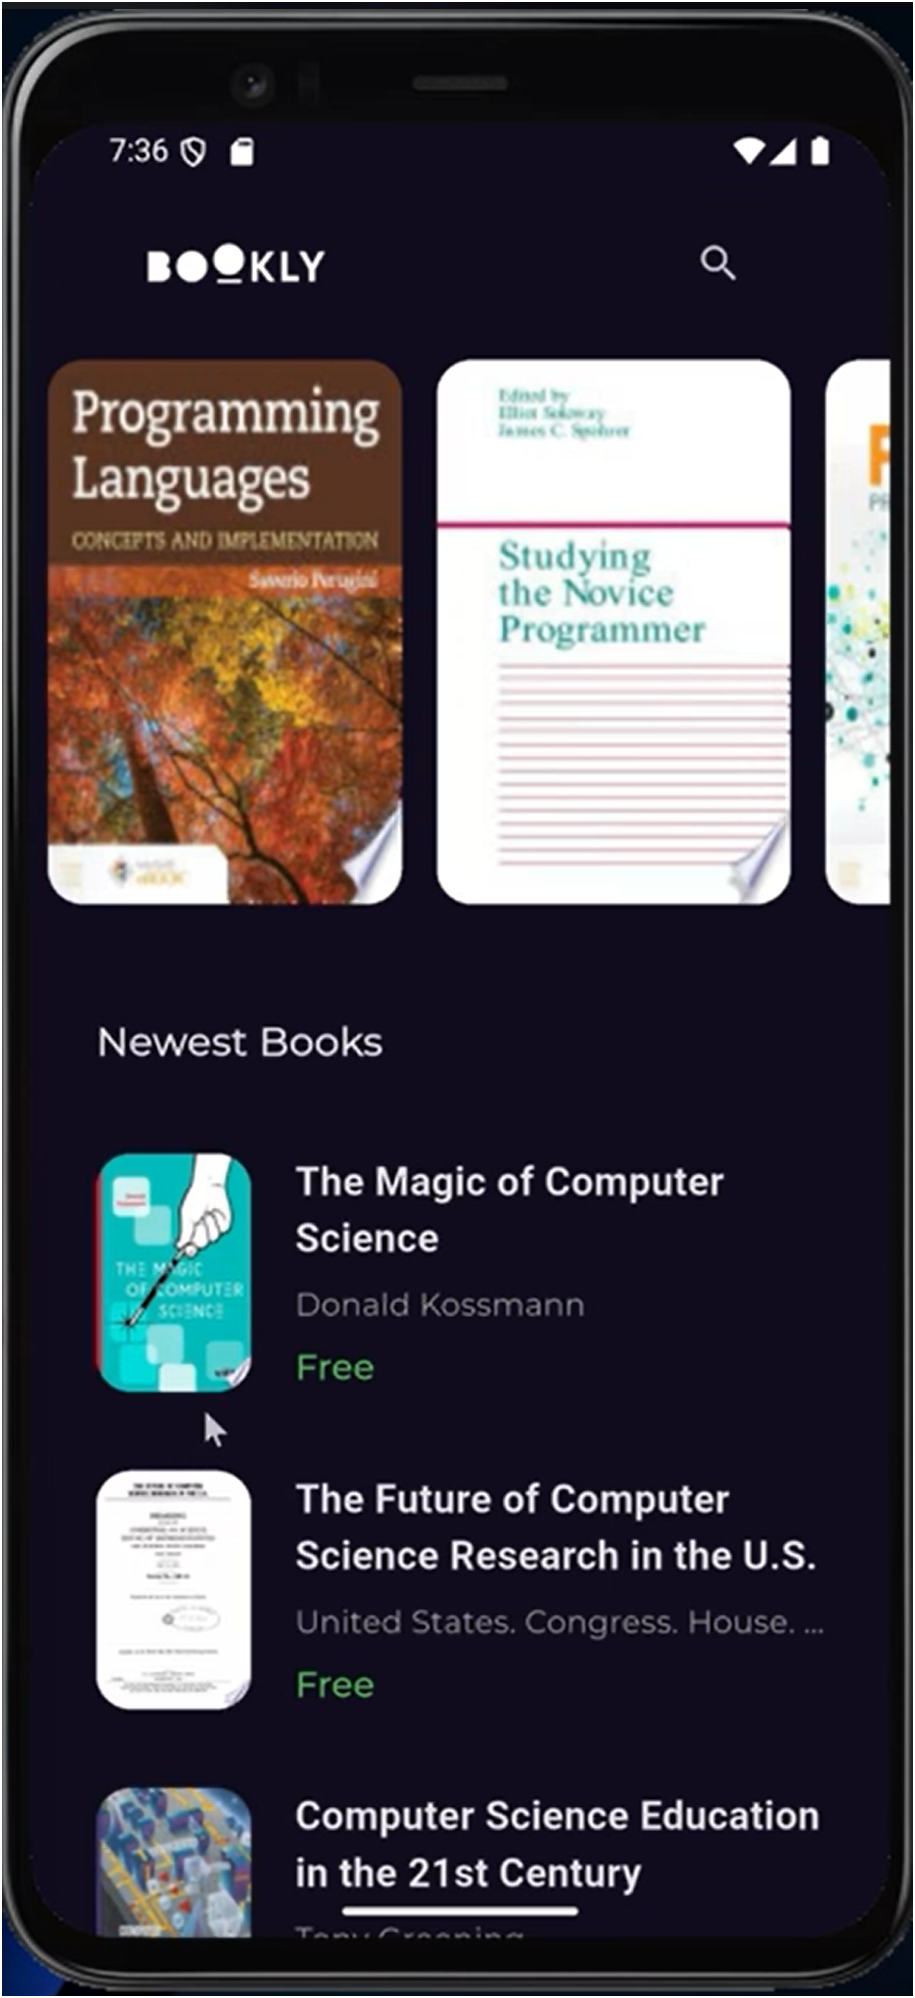 7:36
BOOKLY
Programming
Languages
CONCEPTS AND IMPLEMENTATION
Saverio Perugini
Edited by
Elliot Soloway
James C. Spohrer
Studying
the Novice
Programmer
Newest Books
THE MAGIC
OF COMPUTER
SCIENCE
The Magic of Computer
Science
Donald Kossmann
Free
The Future of Computer
Science Research in the U.S.
United States. Congress. House. ...
Free
Computer Science Education
in the 21st Century
Tony Greening